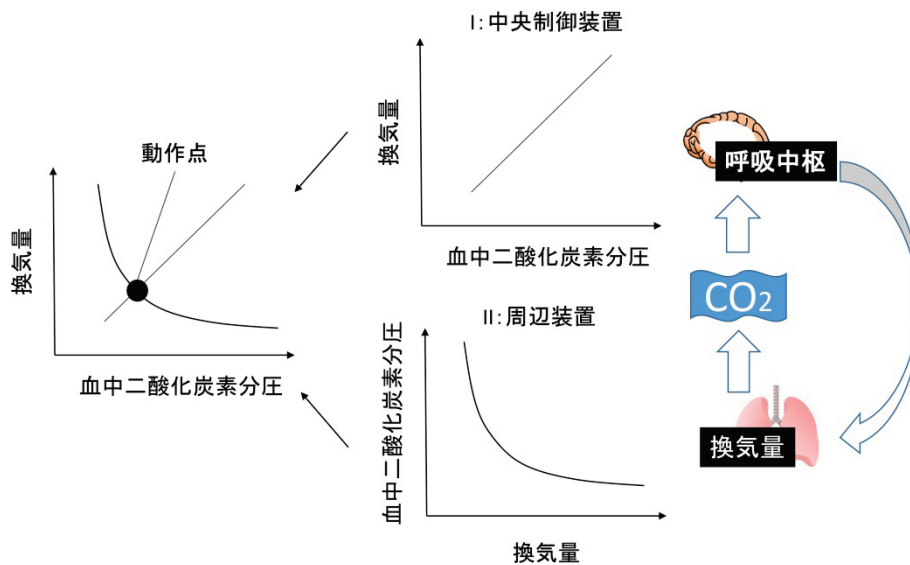 I:中央制御装置
換気量
血中二酸化炭素分圧
動作点
換気量
血中二酸化炭素分圧
II:周辺装置
血中二酸化炭素分圧
換気量
呼吸中枢
CO2
換気量